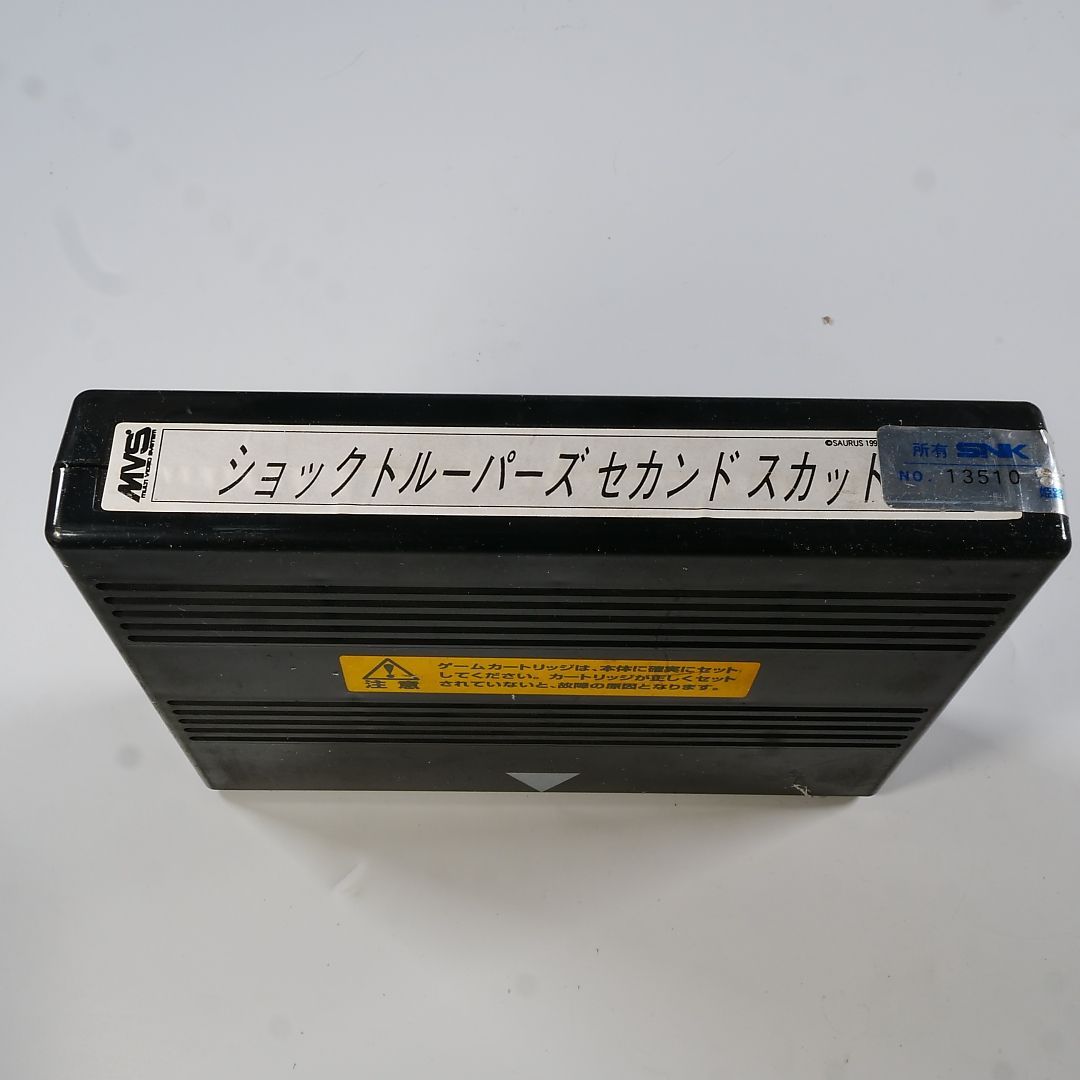 MVS
MULTI VIDEO SYSTEM
©SAURUS 199
ショックトルーパーズ セカンド スカット
所有 SNK
NO. 13510
注意
ゲームカートリッジは、本体に確実にセット
してください。カートリッジが正しくセット
されていないと、故障の原因となります。